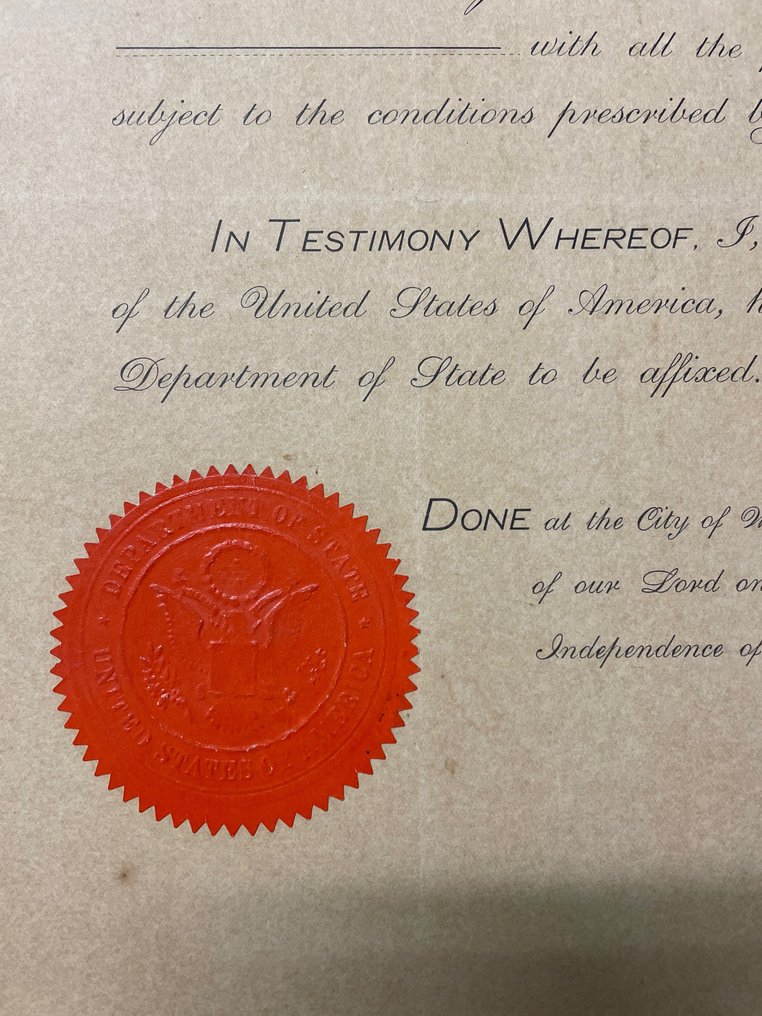 with all the
subject to the conditions prescribed
IN TESTIMONY WHEREOF, I,
of the United States of America,
Department of State to be affixed.
DONE at the City of
of our Lord
Independence of
DEPARTMENT OF STATE
UNITED STATES OF AMERICA